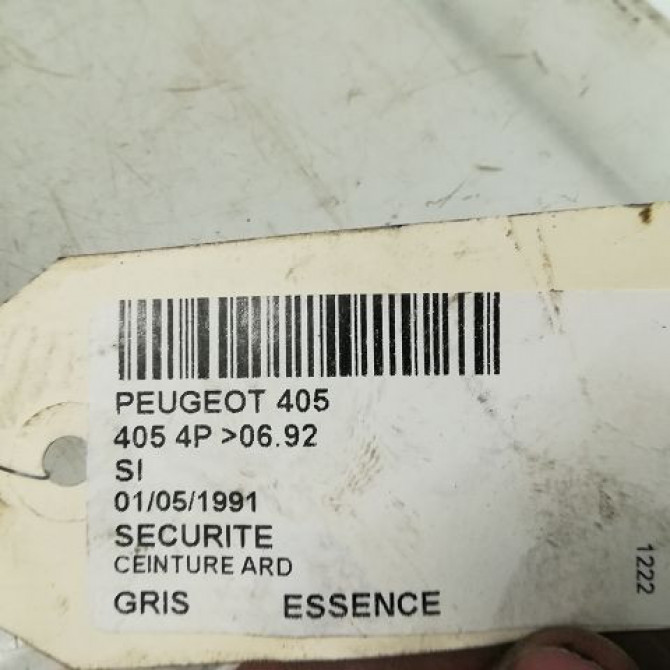 PEUGEOT 405
405 4P >06.92
SI
01/05/1991
SECURITE
CEINTURE ARD
GRIS ESSENCE
1222